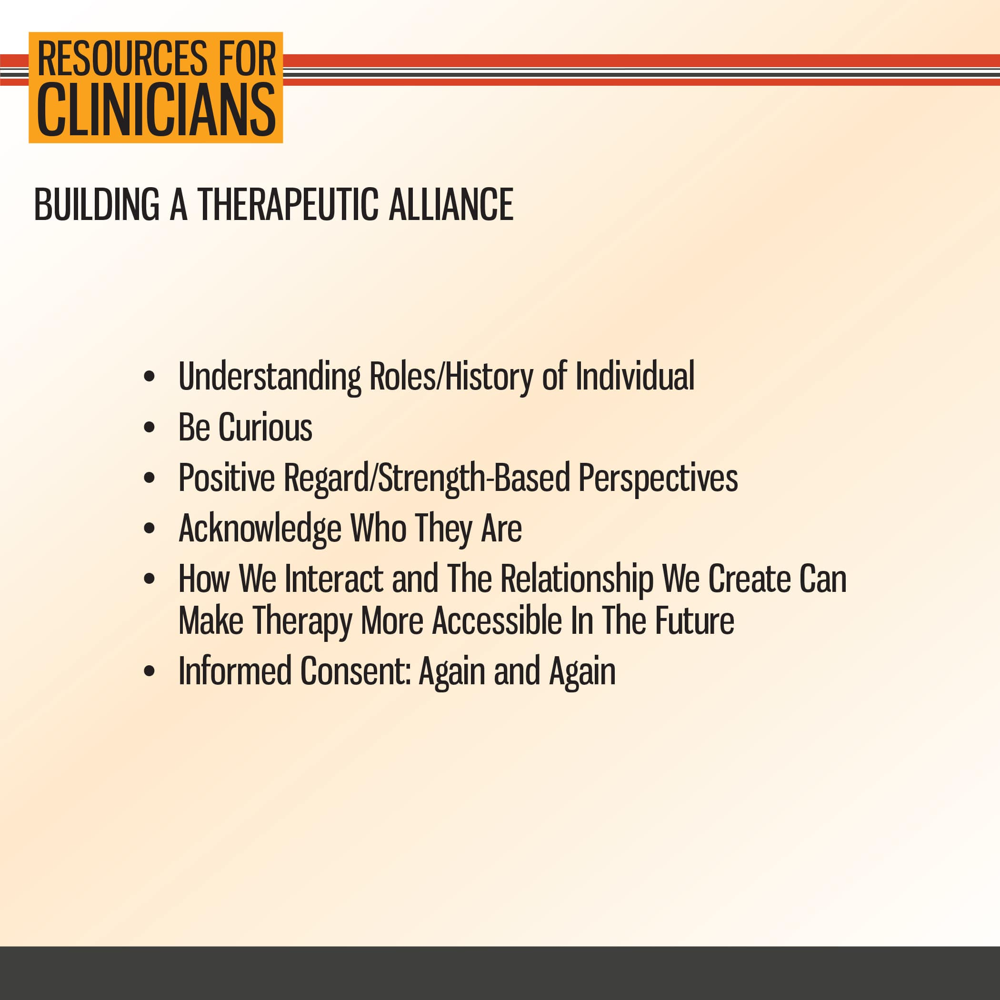 RESOURCES FOR
CLINICIANS
BUILDING A THERAPEUTIC ALLIANCE
• Understanding Roles/History of Individual
• Be Curious
• Positive Regard/Strength-Based Perspectives
• Acknowledge Who They Are
• How We Interact and The Relationship We Create Can
Make Therapy More Accessible In The Future
• Informed Consent: Again and Again